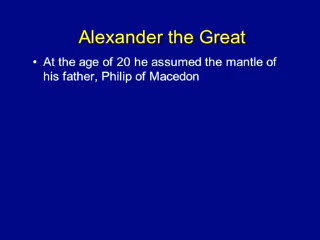 Alexander the Great
• At the age of 20 he assumed the mantle of
his father, Philip of Macedon